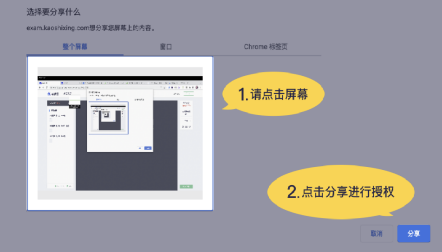 选择要分享什么
exam.kaoshixing.com想分享您屏幕上的内容。
整个屏幕 窗口 Chrome 标签页
1.请点击屏幕
2.点击分享进行授权
取消 分享